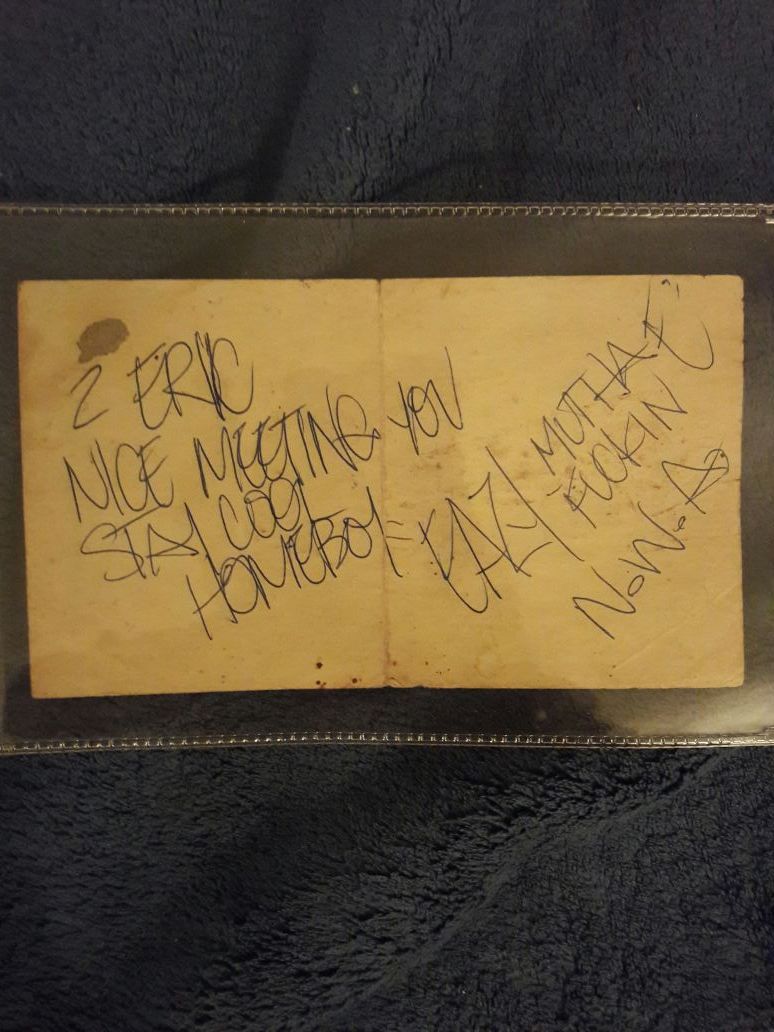 2 ERIC
NICE MEETING YOU
STAY COOL
HOMEBOY =
EAZY MUTHA E
FUCKIN
N.W.A.